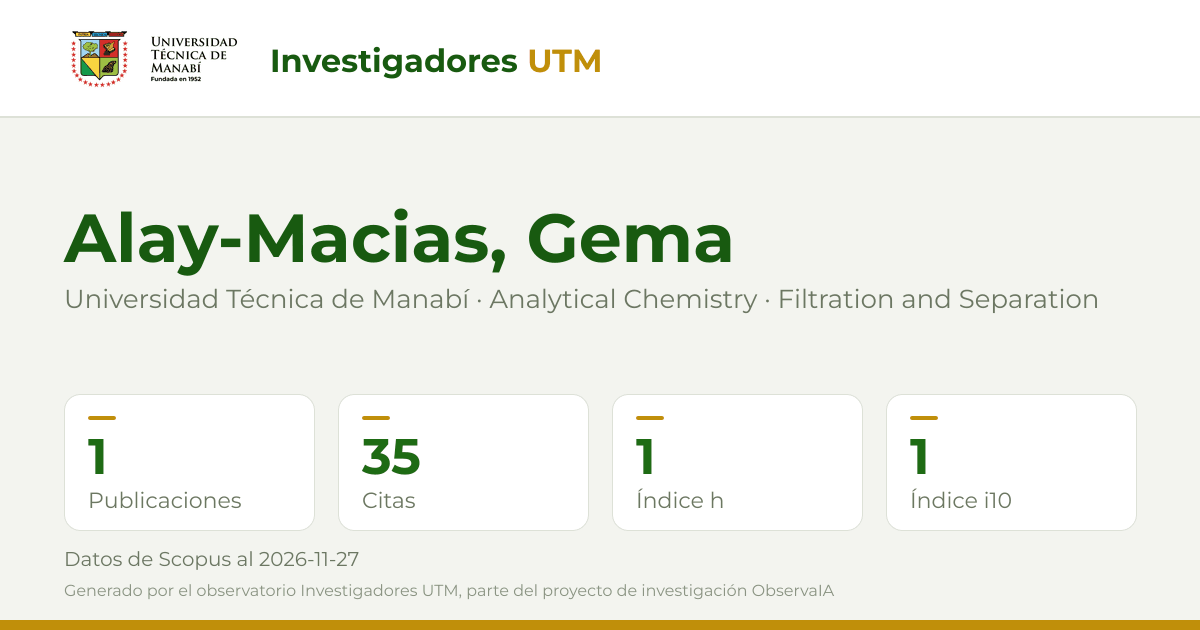 UNIVERSIDAD
TÉCNICA DE
MANABÍ
Fundada en 1952
Investigadores UTM
Alay-Macias, Gema
Universidad Técnica de Manabí · Analytical Chemistry · Filtration and Separation
1
Publicaciones
35
Citas
1
Índice h
1
Índice i10
Datos de Scopus al 2026-11-27
Generado por el observatorio Investigadores UTM, parte del proyecto de investigación ObservaIA